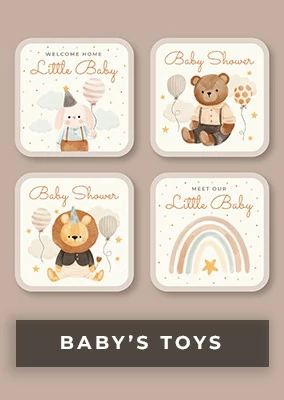 WELCOME HOME
Little Baby
Baby Shower
Baby Shower
MEET OUR
Little Baby
BABY'S TOYS